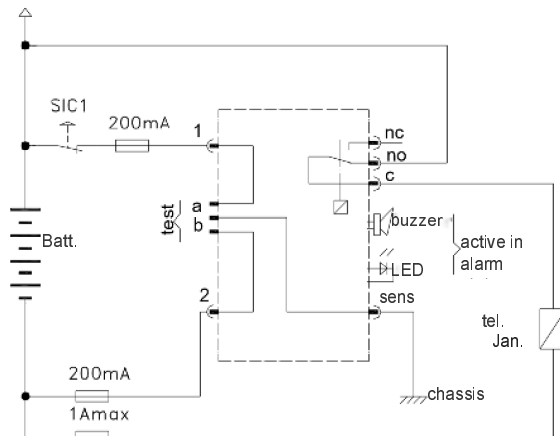 SIC1
200mA
1
nc
no
c
test
a
b
buzzer
active in
alarm
Batt.
LED
2
sens
tel.
Jan.
200mA
chassis
1Amax